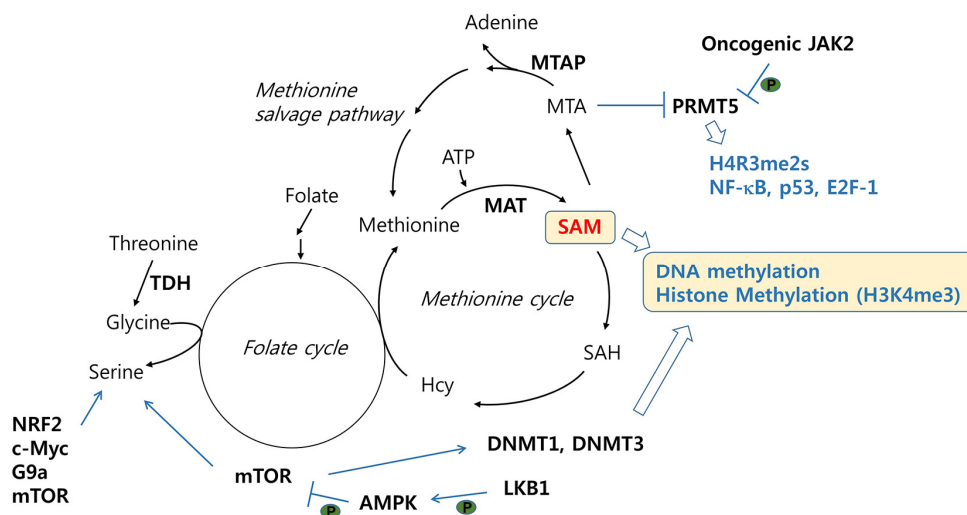 Adenine
MTAP
Oncogenic JAK2
P
Methionine
salvage pathway
MTA
PRMT5
ATP
H4R3me2s
NF-κB, p53, E2F-1
Folate
MAT
Methionine
SAM
Threonine
TDH
DNA methylation
Histone Methylation (H3K4me3)
Methionine cycle
Glycine
Folate cycle
SAH
Serine
Hcy
NRF2
c-Myc
G9a
mTOR
DNMT1, DNMT3
mTOR
LKB1
AMPK
P
P